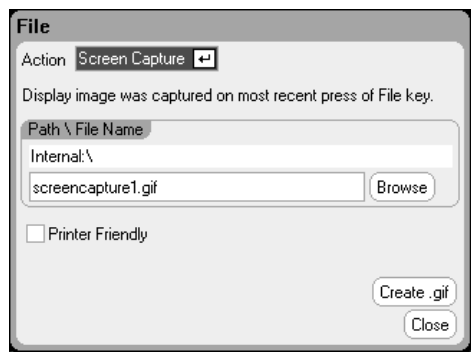 File
Action Screen Capture
Display image was captured on most recent press of File key.
Path \ File Name
Internal:\
screencapture1.gif Browse
Printer Friendly
Create .gif
Close